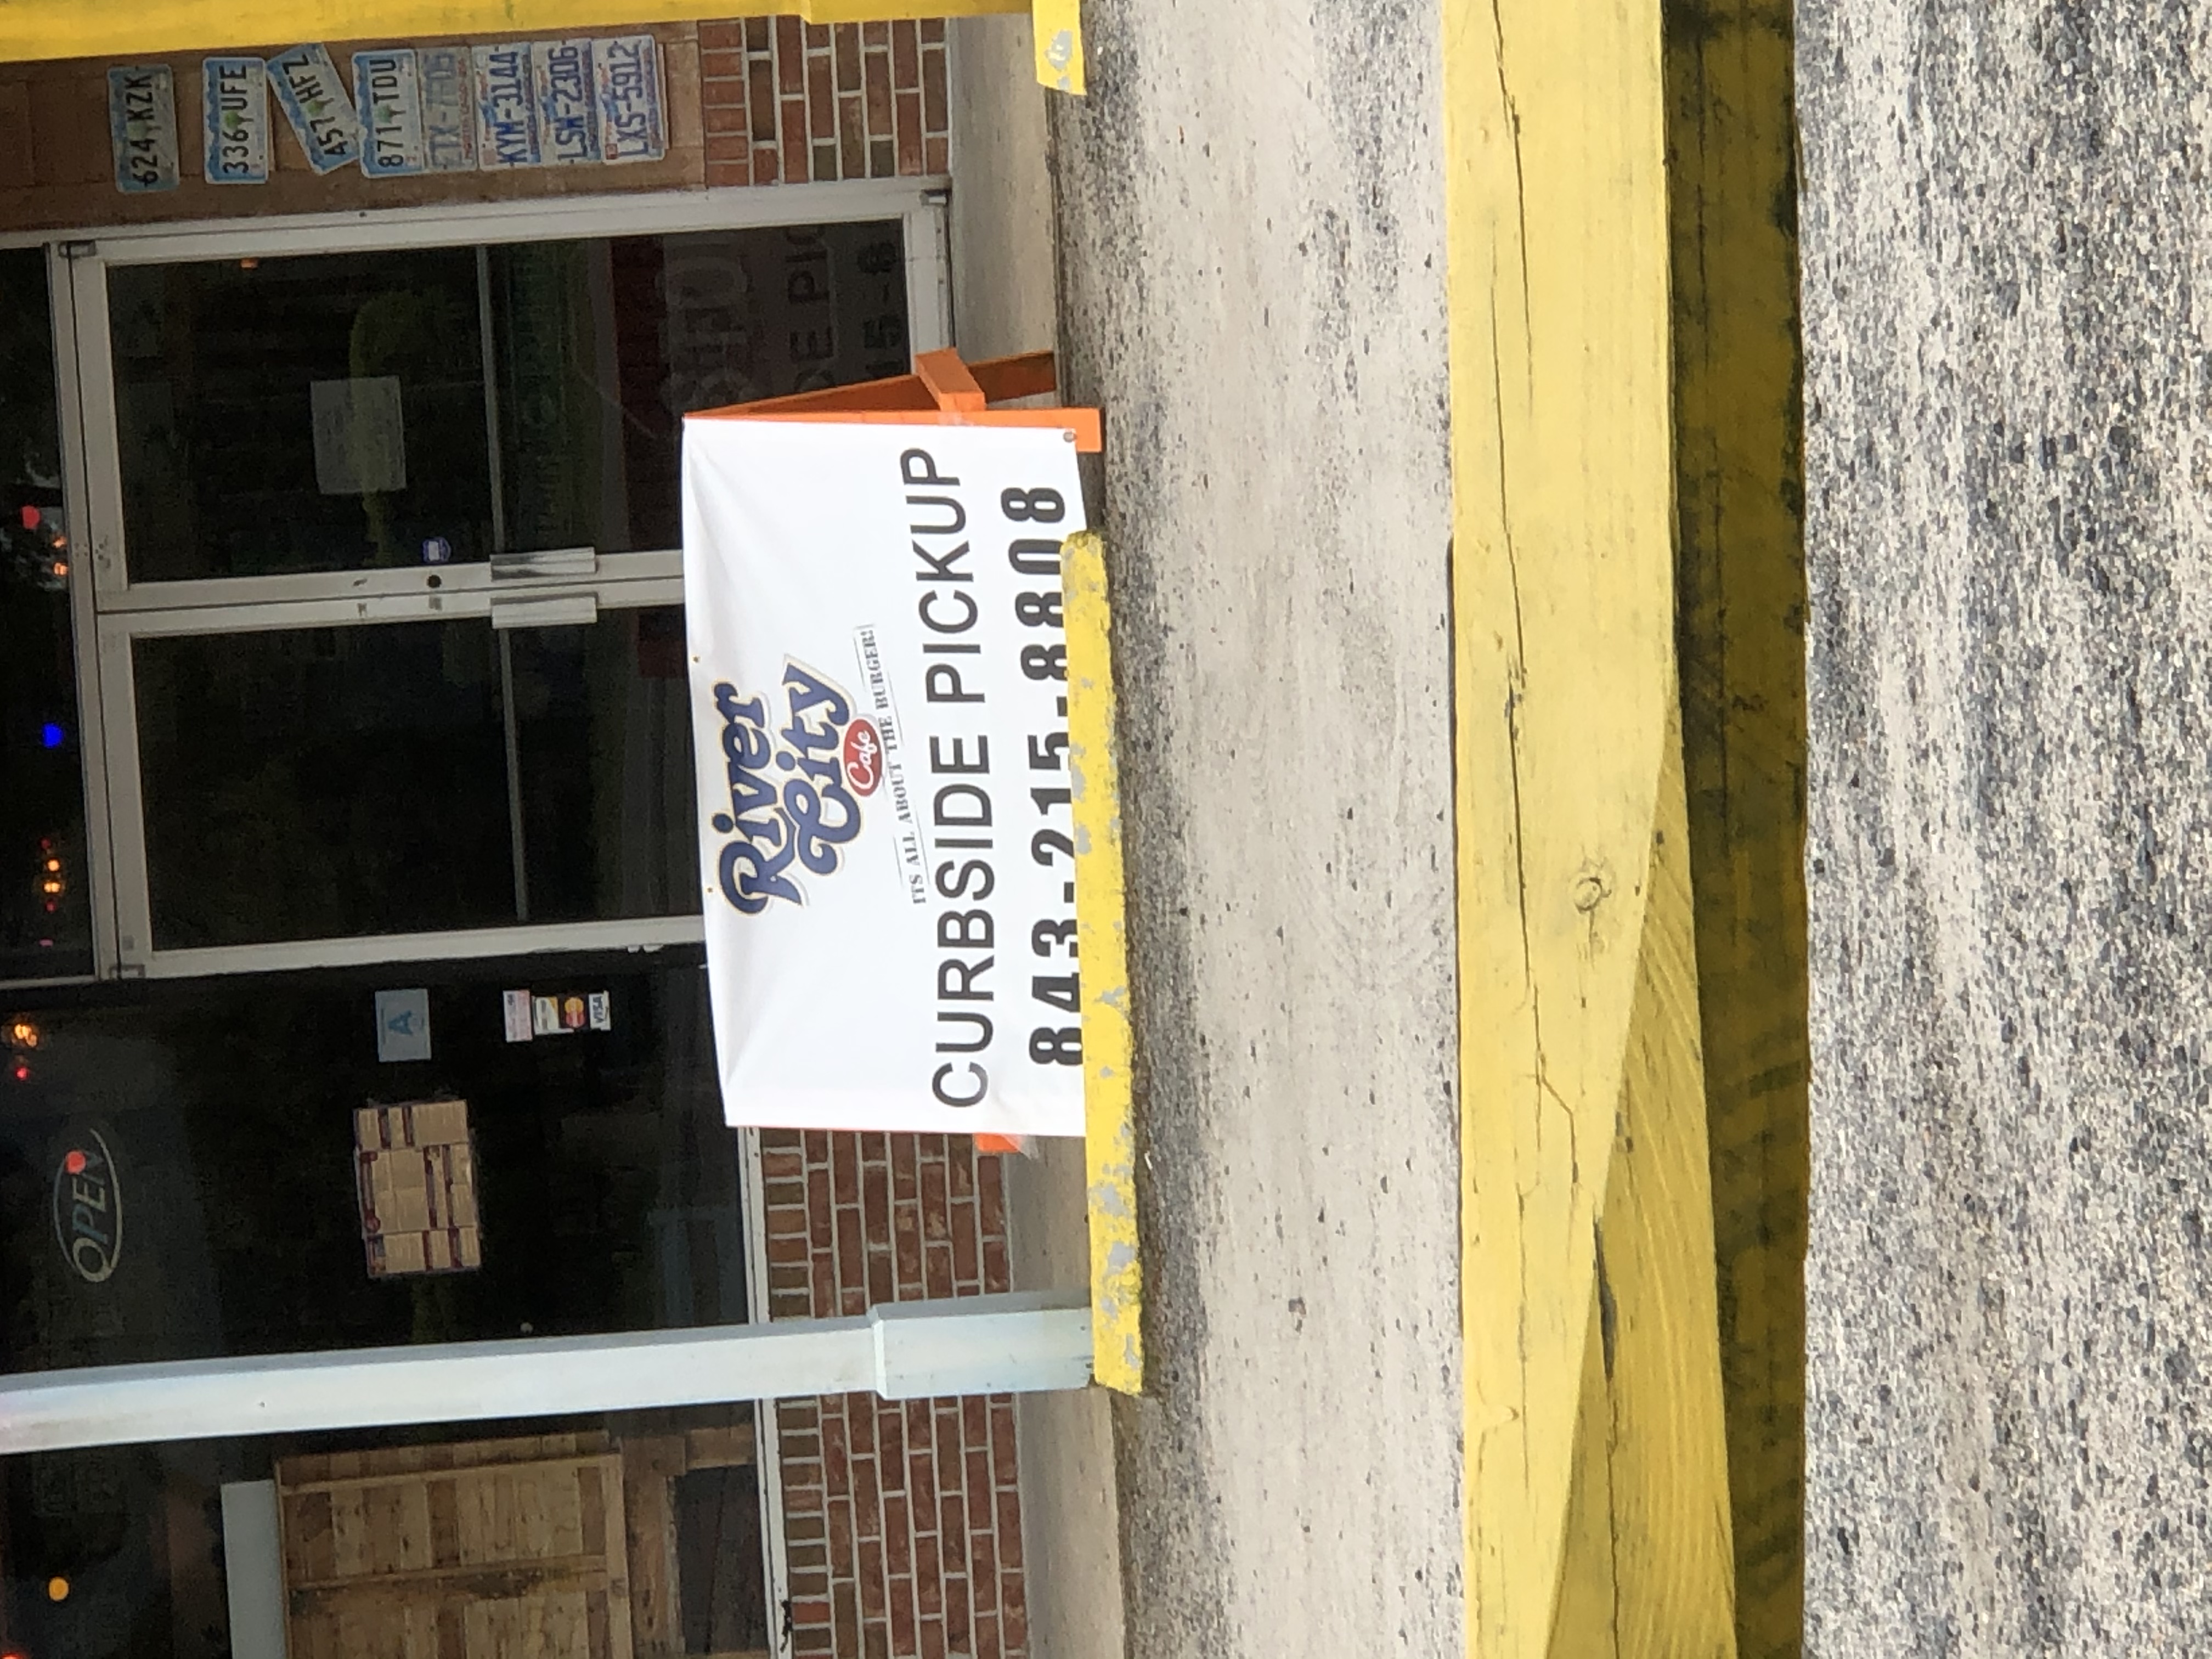 River
City
Cafe
IT'S ALL ABOUT THE BURGER!
CURBSIDE PICKUP
843-215-8808
OPEN
A
VISA
624 KZK
336 UFE
457 HFZ
871 TDU
KYM-3144
LSW-2306
LXS-5912